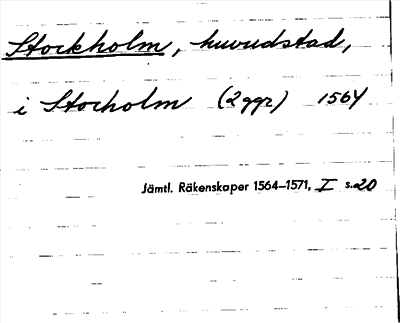 Stockholm, huvudstad,
i Stocholm (2 ggr) 1564
Jämtl. Räkenskaper 1564–1571, I s. 20